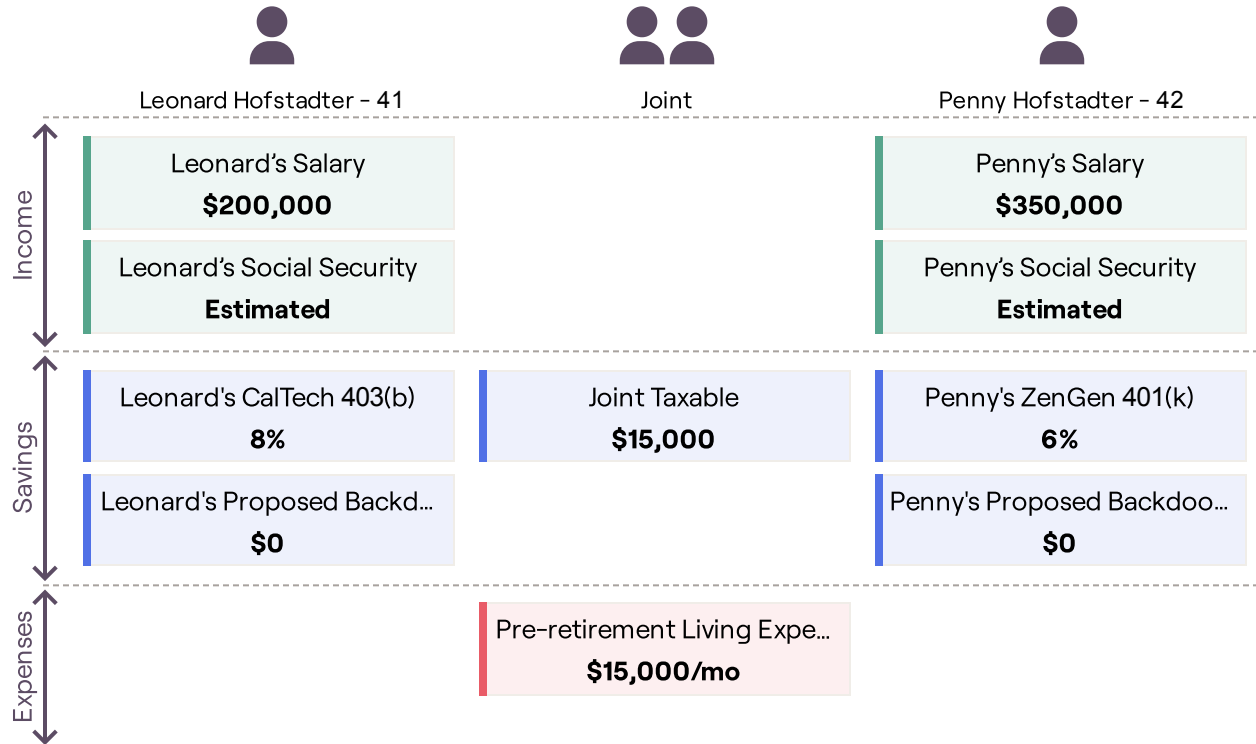 Leonard Hofstadter - 41
Joint
Penny Hofstadter - 42
Income
Leonard’s Salary
$200,000
Penny’s Salary
$350,000
Leonard’s Social Security
Estimated
Penny’s Social Security
Estimated
Savings
Leonard's CalTech 403(b)
8%
Joint Taxable
$15,000
Penny's ZenGen 401(k)
6%
Leonard's Proposed Backd...
$0
Penny's Proposed Backdoo...
$0
Expenses
Pre-retirement Living Expe...
$15,000/mo